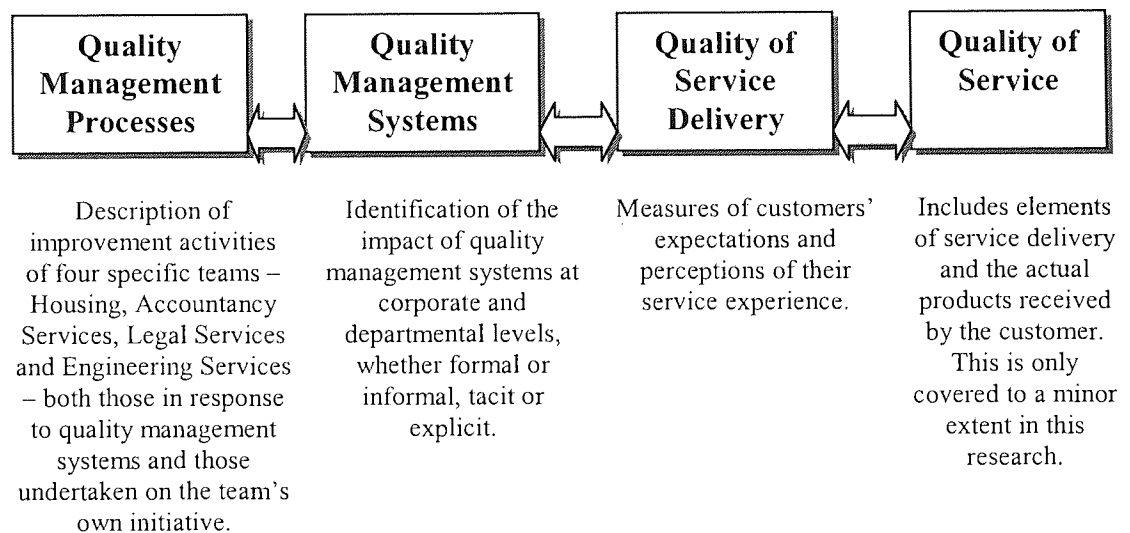 Quality
Management
Processes
Quality
Management
Systems
Quality of
Service
Delivery
Quality of
Service
Description of
improvement activities
of four specific teams –
Housing, Accountancy
Services, Legal Services
and Engineering Services
– both those in response
to quality management
systems and those
undertaken on the team's
own initiative.
Identification of the
impact of quality
management systems at
corporate and
departmental levels,
whether formal or
informal, tacit or
explicit.
Measures of customers'
expectations and
perceptions of their
service experience.
Includes elements
of service delivery
and the actual
products received
by the customer.
This is only
covered to a minor
extent in this
research.